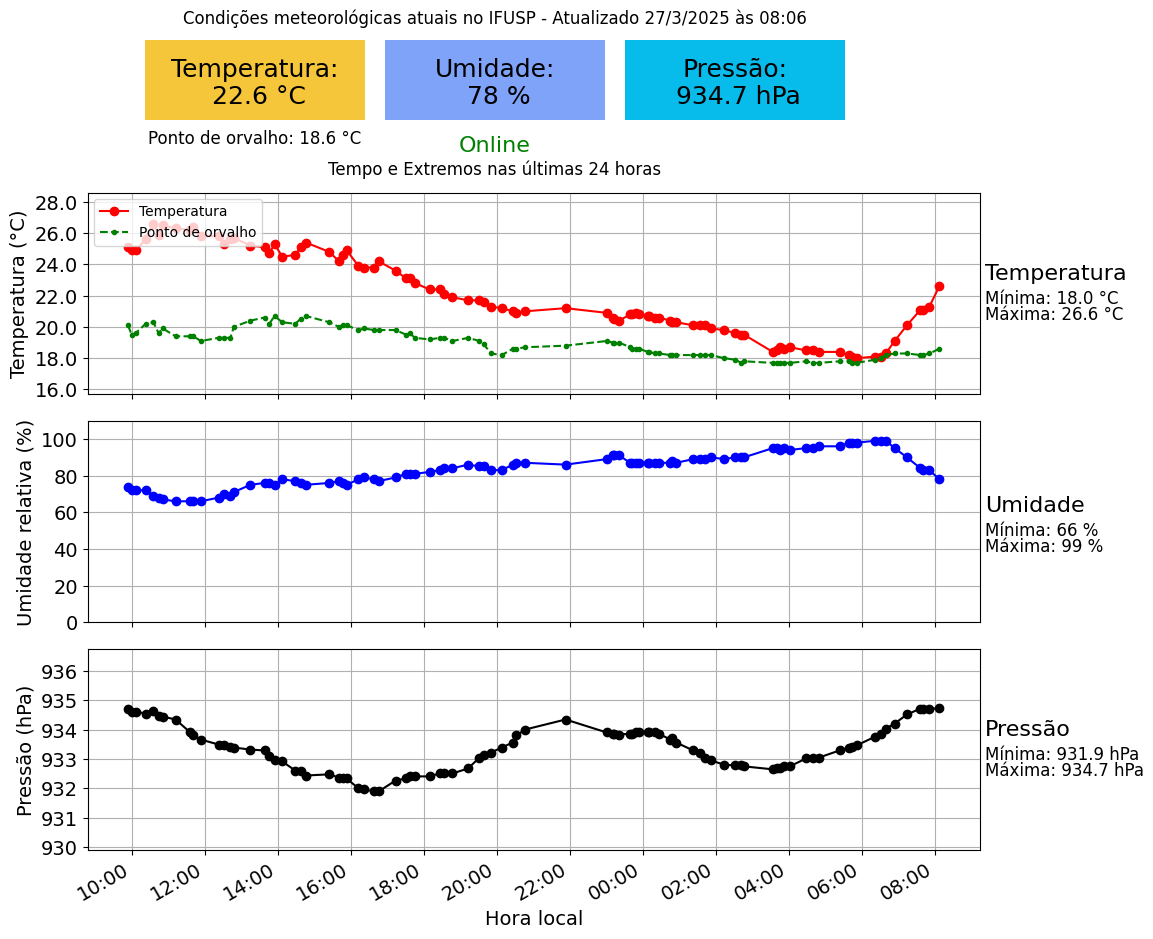 Condições meteorológicas atuais no IFUSP - Atualizado 27/3/2025 às 08:06
Temperatura:
22.6 °C
Umidade:
78 %
Pressão:
934.7 hPa
Ponto de orvalho: 18.6 °C
Online
Tempo e Extremos nas últimas 24 horas
Temperatura (°C)
28.0
26.0
24.0
22.0
20.0
18.0
16.0
Temperatura
Ponto de orvalho
Temperatura
Mínima: 18.0 °C
Máxima: 26.6 °C
Umidade relativa (%)
100
80
60
40
20
0
Umidade
Mínima: 66 %
Máxima: 99 %
Pressão (hPa)
936
935
934
933
932
931
930
Pressão
Mínima: 931.9 hPa
Máxima: 934.7 hPa
10:00
12:00
14:00
16:00
18:00
20:00
22:00
00:00
02:00
04:00
06:00
08:00
Hora local